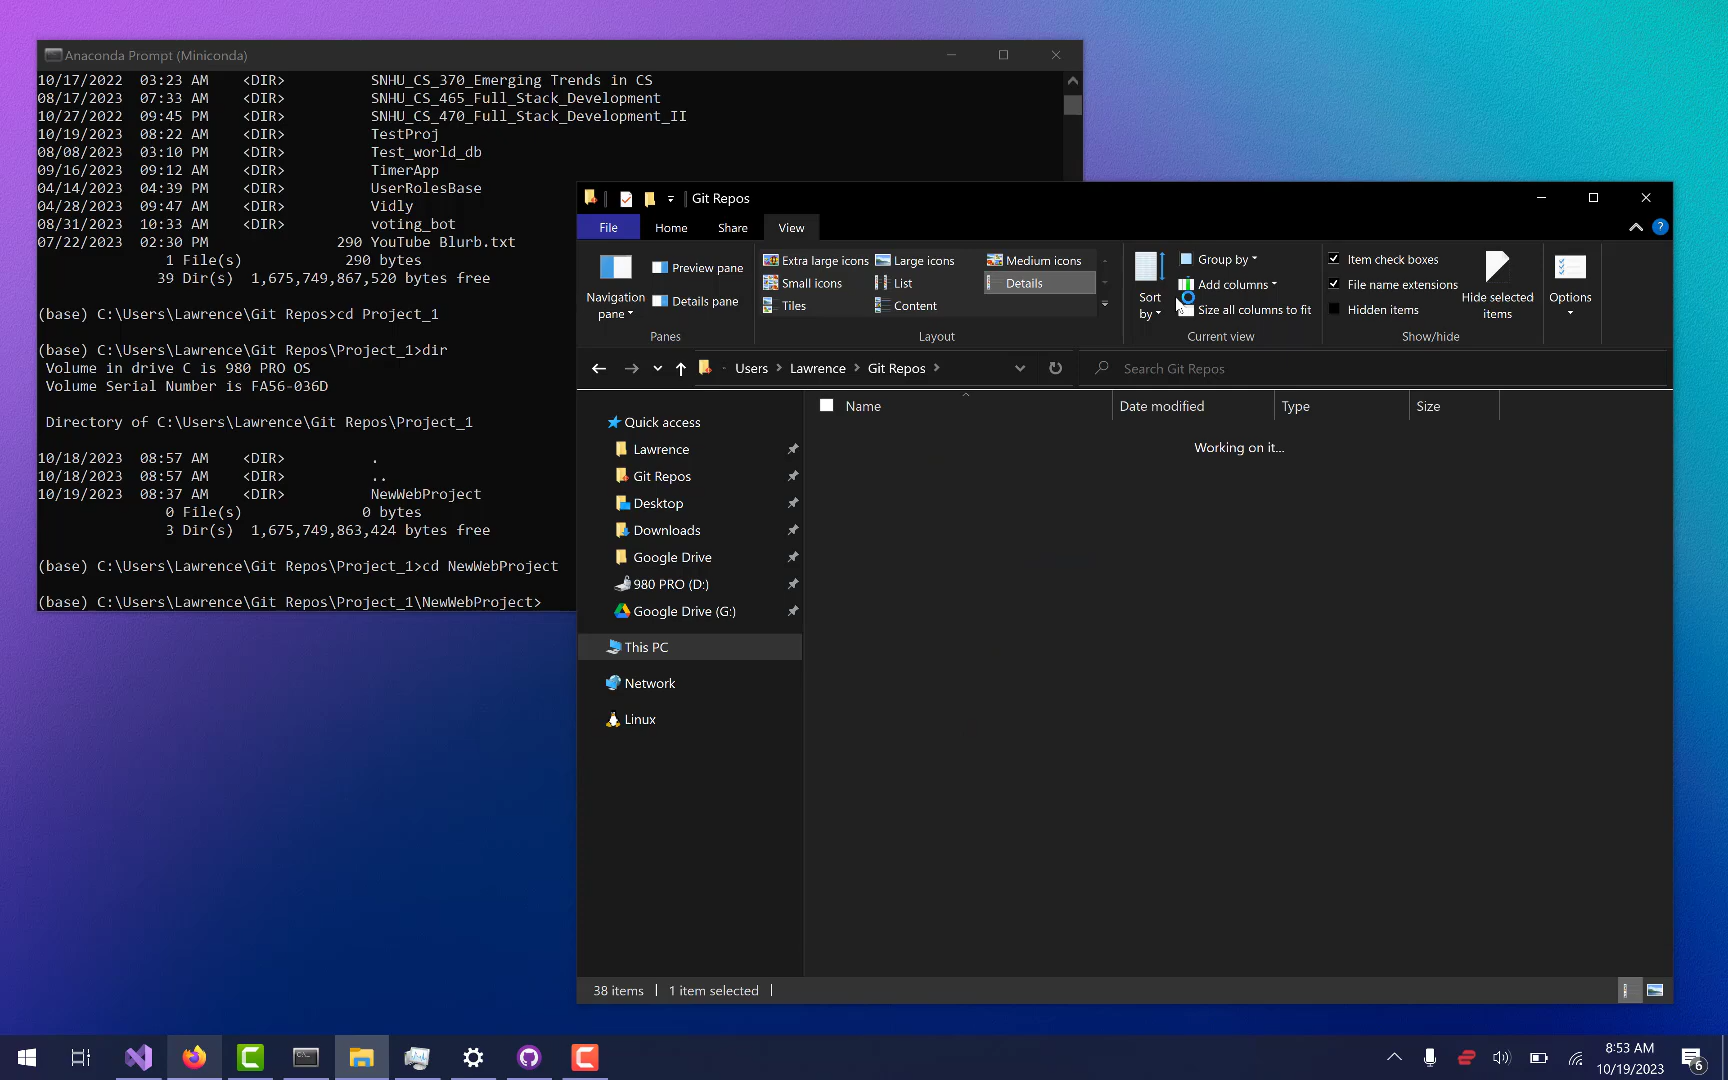 Anaconda Prompt (Miniconda)
10/17/2022  03:23 AM    <DIR>          SNHU_CS_370_Emerging Trends in CS
08/17/2023  07:33 AM    <DIR>          SNHU_CS_465_Full_Stack_Development
10/27/2022  09:45 PM    <DIR>          SNHU_CS_470_Full_Stack_Development_II
10/19/2023  08:22 AM    <DIR>          TestProj
08/08/2023  03:10 PM    <DIR>          Test_world_db
09/16/2023  09:12 AM    <DIR>          TimerApp
04/14/2023  04:39 PM    <DIR>          UserRolesBase
04/28/2023  09:47 AM    <DIR>          Vidly
08/31/2023  10:33 AM    <DIR>          voting_bot
07/22/2023  02:30 PM               290 YouTube Blurb.txt
1 File(s)            290 bytes
39 Dir(s)  1,675,749,867,520 bytes free
(base) C:\Users\Lawrence\Git Repos>cd Project_1
(base) C:\Users\Lawrence\Git Repos\Project_1>dir
Volume in drive C is 980 PRO OS
Volume Serial Number is FA56-036D
Directory of C:\Users\Lawrence\Git Repos\Project_1
10/18/2023  08:57 AM    <DIR>          .
10/18/2023  08:57 AM    <DIR>          ..
10/19/2023  08:37 AM    <DIR>          NewWebProject
0 File(s)              0 bytes
3 Dir(s)  1,675,749,863,424 bytes free
(base) C:\Users\Lawrence\Git Repos\Project_1>cd NewWebProject
(base) C:\Users\Lawrence\Git Repos\Project_1\NewWebProject>
Git Repos
File Home Share View
Navigation pane
Preview pane
Details pane
Panes
Extra large icons Large icons Medium icons
Small icons List Details
Tiles Content
Layout
Sort by
Group by
Add columns
Size all columns to fit
Current view
Item check boxes
File name extensions
Hidden items
Hide selected items
Show/hide
Options
Users > Lawrence > Git Repos >
Search Git Repos
Name Date modified Type Size
Working on it...
Quick access
Lawrence
Git Repos
Desktop
Downloads
Google Drive
980 PRO (D:)
Google Drive (G:)
This PC
Network
Linux
38 items 1 item selected
8:53 AM
10/19/2023
6